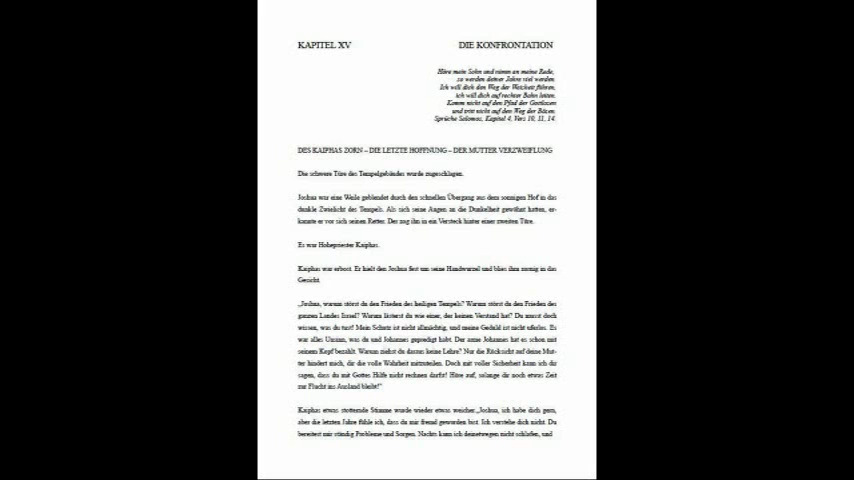 KAPITEL XV DIE KONFRONTATION
Höre mein Sohn und nimm an meine Rede,
so werden deiner Jahre viel werden.
Ich will dich den Weg der Weisheit führen,
ich will dich auf rechter Bahn leiten.
Komm nicht auf den Pfad der Gottlosen
und tritt nicht auf den Weg der Bösen.
Sprüche Salomos, Kapitel 4, Vers 10, 11, 14.
DES KAIPHAS ZORN – DIE LETZTE HOFFNUNG – DER MUTTER VERZWEIFLUNG
Die schwere Türe des Tempelgebäudes wurde zugeschlagen.
Joshua war eine Weile geblendet durch den schnellen Übergang aus dem sonnigen Hof in das
dunkle Zwielicht des Tempels. Als sich seine Augen an die Dunkelheit gewöhnt hatten, er-
kannte er vor sich seinen Retter. Der zog ihn in ein Versteck hinter einer zweiten Türe.
Es war Hohepriester Kaiphas.
Kaiphas war erbost. Er hielt den Joshua fest um seine Handwurzel und blies ihm zornig in das
Gesicht.
„Joshua, warum störst du den Frieden des heiligen Tempels? Warum störst du den Frieden des
ganzen Landes Israel? Warum lästerst du wie einer, der keinen Verstand hat? Du musst doch
wissen, was du tust! Mein Schutz ist nicht allmächtig, und meine Geduld ist nicht uferlos. Es
war alles Unsinn, was du und Johannes gepredigt habt. Der arme Johannes hat es schon mit
seinem Kopf bezahlt. Warum ziehst du daraus keine Lehre? Nur die Rücksicht auf deine Mut-
ter hindert mich, dir die volle Wahrheit mitzuteilen. Doch mit voller Sicherheit kann ich dir
sagen, dass du mit Gottes Hilfe nicht rechnen darfst! Höre auf, solange dir noch etwas Zeit
zur Flucht ins Ausland bleibt!“
Kaiphas etwas stotternde Stimme wurde wieder etwas weicher.„Joshua, ich habe dich gern,
aber die letzten Jahre fühle ich, dass du mir fremd geworden bist. Ich verstehe dich nicht. Du
bereitest mir ständig Probleme und Sorgen. Nachts kann ich deinetwegen nicht schlafen, und